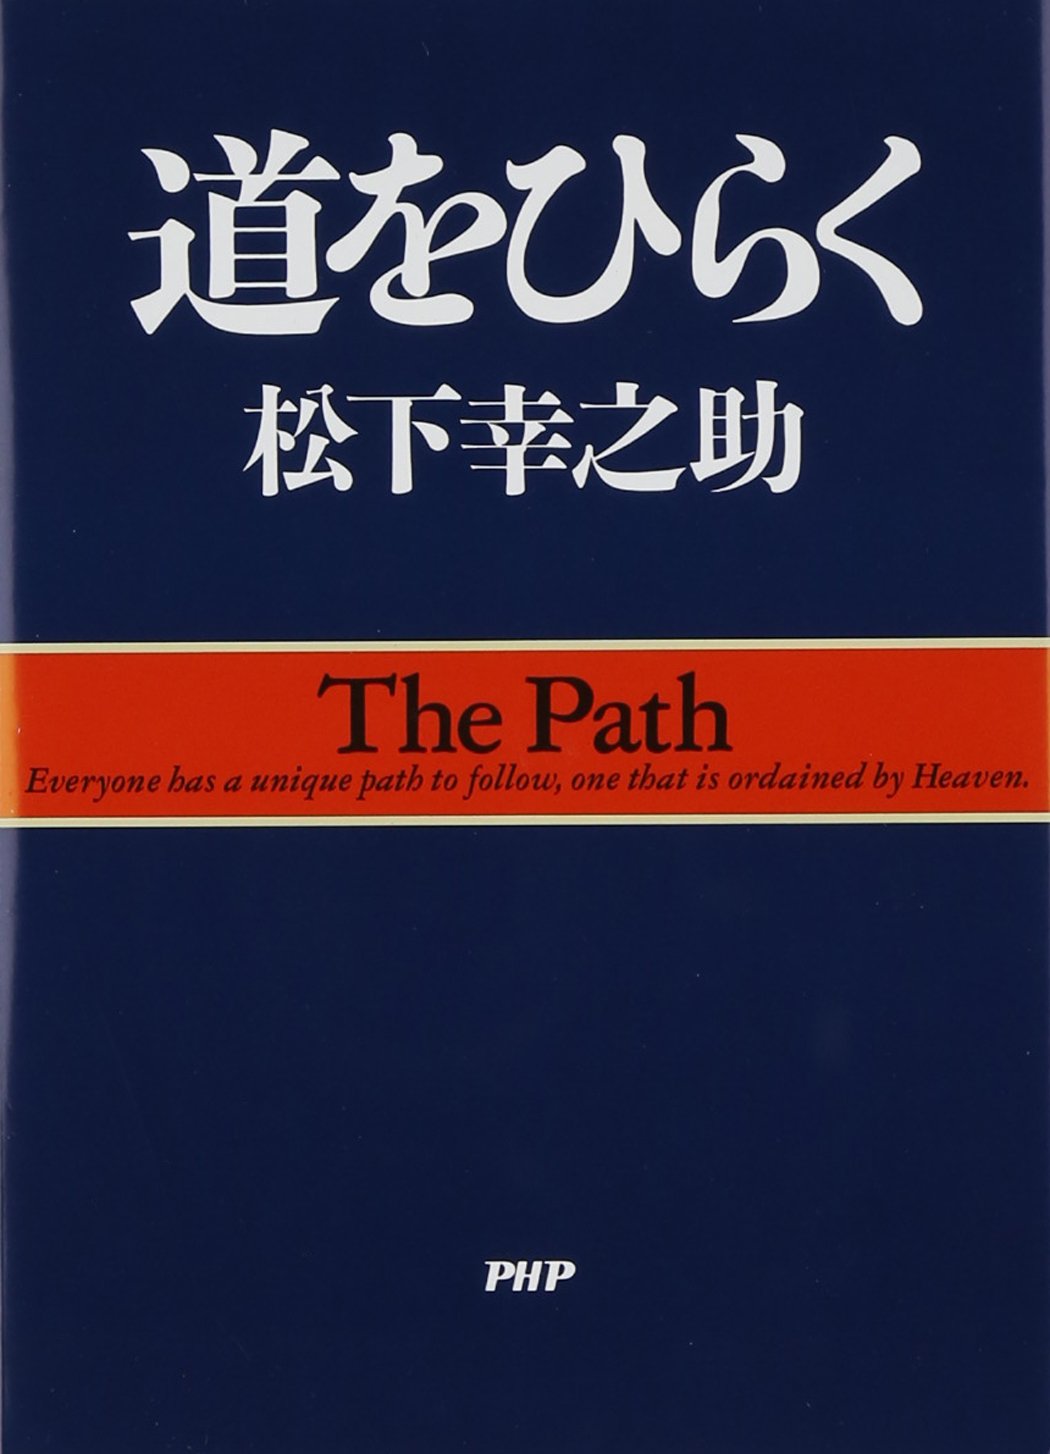 道をひらく
松下幸之助
The Path
Everyone has a unique path to follow, one that is ordained by Heaven.
PHP